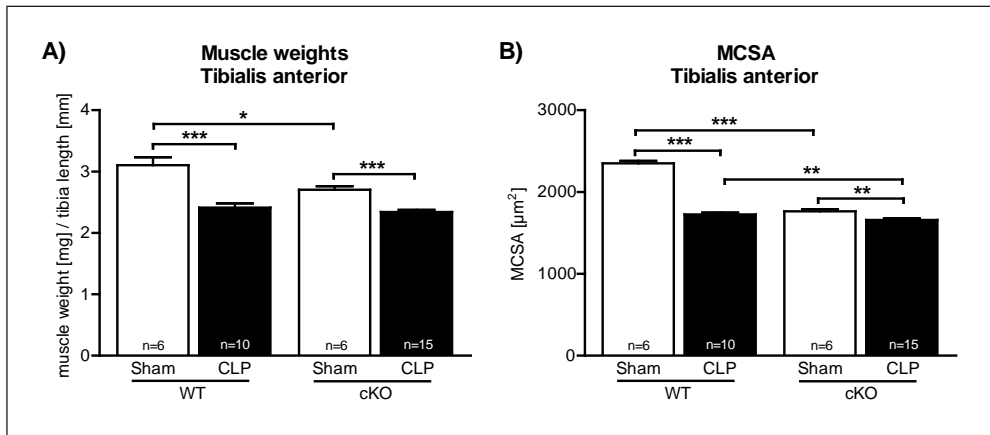 A)
Muscle weights
Tibialis anterior
muscle weight [mg] / tibia length [mm]
4
3
2
1
0
*
***
***
n=6
n=10
n=6
n=15
Sham
CLP
Sham
CLP
WT
cKO
B)
MCSA
Tibialis anterior
MCSA [µm²]
3000
2000
1000
0
***
***
**
**
n=6
n=10
n=6
n=15
Sham
CLP
Sham
CLP
WT
cKO